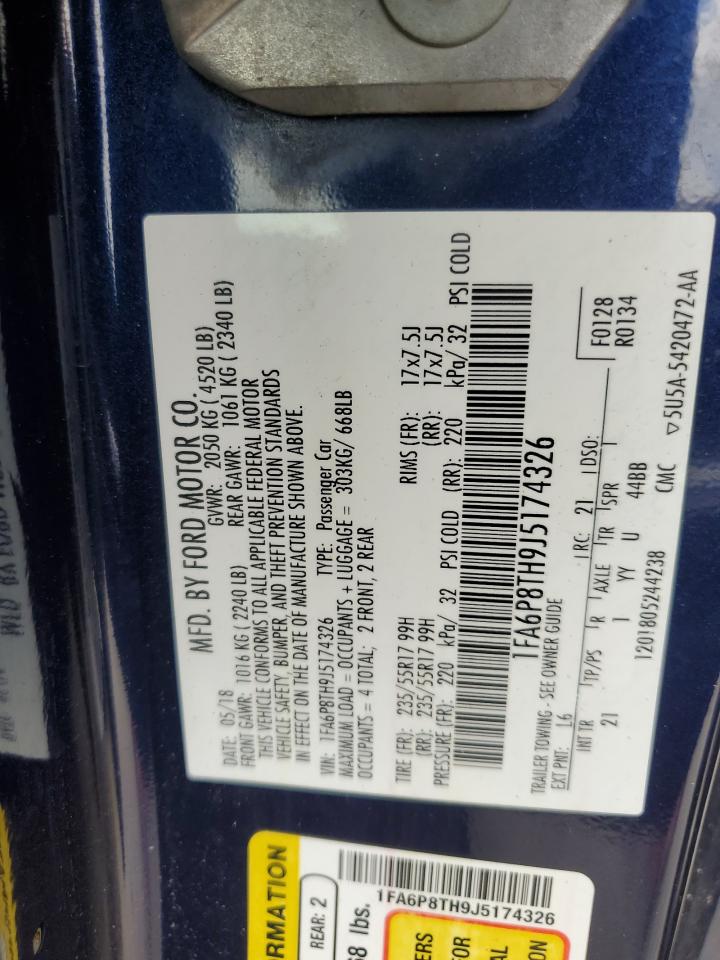 MFD. BY FORD MOTOR CO.
DATE: 05/18 GVWR: 2050 KG ( 4520 LB)
FRONT GAWR: 1016 KG ( 2240 LB) REAR GAWR: 1061 KG ( 2340 LB)
THIS VEHICLE CONFORMS TO ALL APPLICABLE FEDERAL MOTOR
VEHICLE SAFETY, BUMPER, AND THEFT PREVENTION STANDARDS
IN EFFECT ON THE DATE OF MANUFACTURE SHOWN ABOVE.
VIN: 1FA6P8TH9J5174326 TYPE: Passenger Car
MAXIMUM LOAD = OCCUPANTS + LUGGAGE = 303KG/ 668LB
OCCUPANTS = 4 TOTAL; 2 FRONT, 2 REAR
TIRE (FR): 235/55R17 99H RIMS (FR): 17x7.5J
(RR): 235/55R17 99H (RR): 17x7.5J
PRESSURE (FR): 220 kPa/ 32 PSI COLD (RR): 220 kPa/ 32 PSI COLD
1FA6P8TH9J5174326
TRAILER TOWING - SEE OWNER GUIDE
EXT PNT: L6 RC: 21 DSO: F0128
R0134
INT TR TP/PS R AXLE TR SPR
21 I YY U I
44BB
1201805244238 CMC ▽5U5A-5420472-AA
RMATION
REAR: 2
68 lbs.
1FA6P8TH9J5174326
ERS
FOR
AL
ON